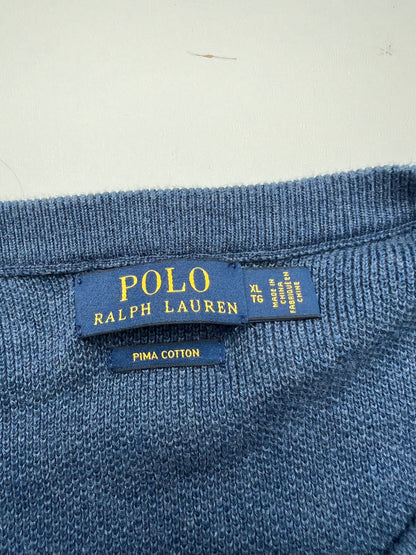 POLO
RALPH LAUREN
XL
TG
MADE IN
CHINA
FABRIQUÉ EN
CHINE
PIMA COTTON